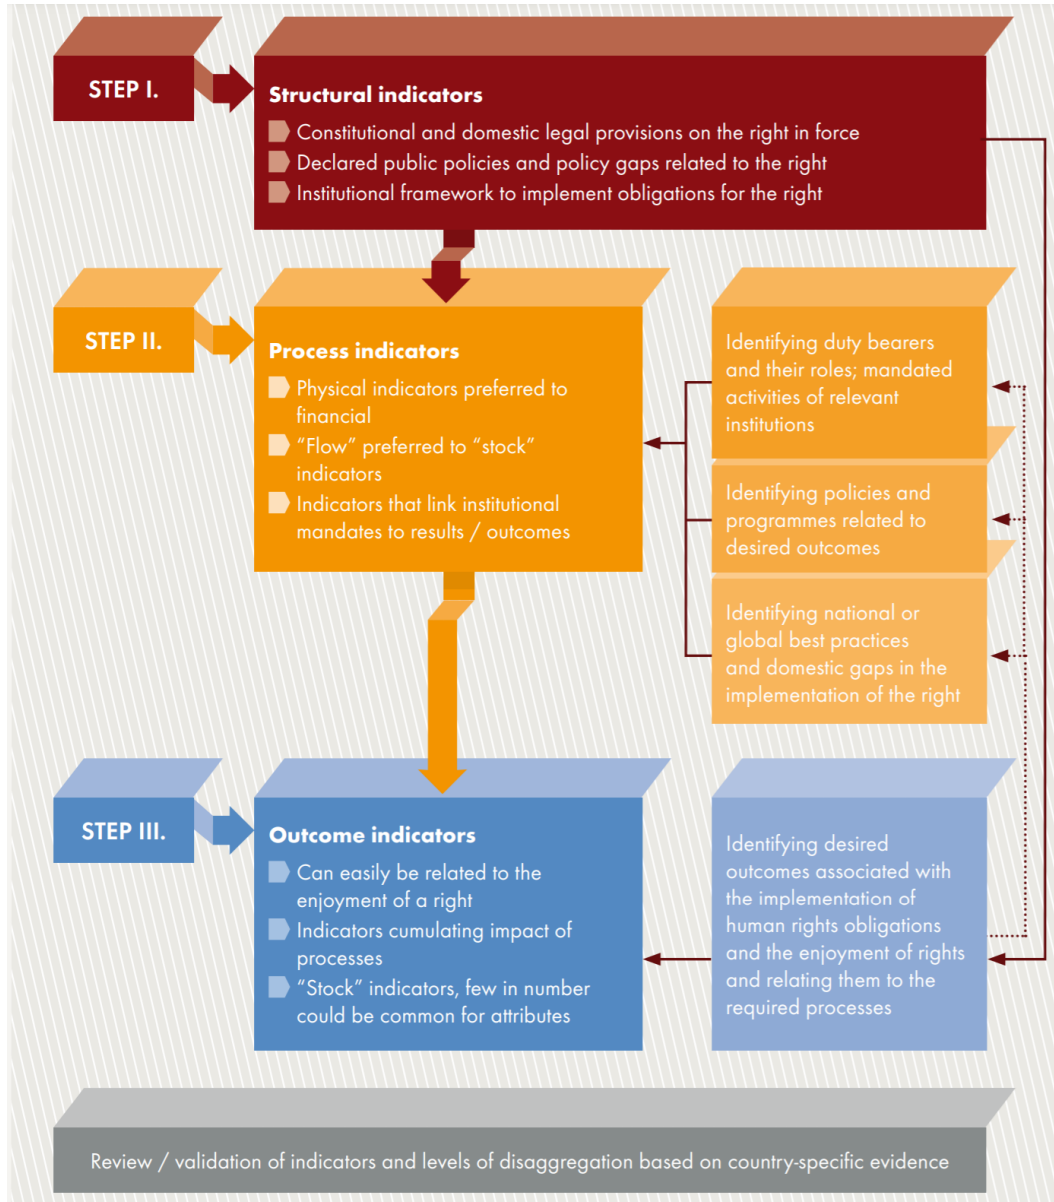 STEP I.
Structural indicators
Constitutional and domestic legal provisions on the right in force
Declared public policies and policy gaps related to the right
Institutional framework to implement obligations for the right
STEP II.
Process indicators
Physical indicators preferred to
financial
“Flow” preferred to “stock”
indicators
Indicators that link institutional
mandates to results / outcomes
Identifying duty bearers
and their roles; mandated
activities of relevant
institutions
Identifying policies and
programmes related to
desired outcomes
Identifying national or
global best practices
and domestic gaps in the
implementation of the right
STEP III.
Outcome indicators
Can easily be related to the
enjoyment of a right
Indicators cumulating impact of
processes
“Stock” indicators, few in number
could be common for attributes
Identifying desired
outcomes associated with
the implementation of
human rights obligations
and the enjoyment of rights
and relating them to the
required processes
Review / validation of indicators and levels of disaggregation based on country-specific evidence